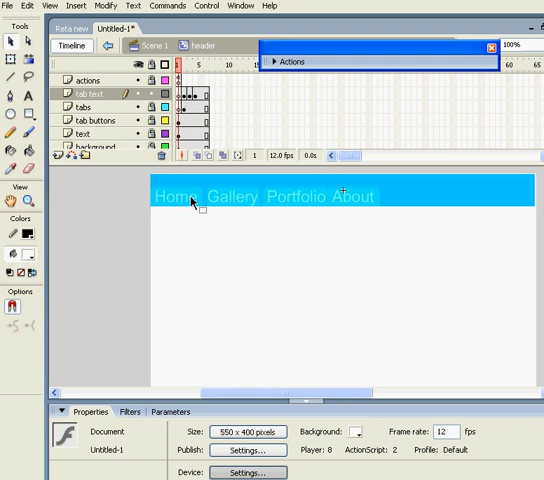 File Edit View Insert Modify Text Commands Control Window Help
Tools
Reta new Untitled-1*
Timeline Scene 1 header 100%
Actions
1 5 10 15 60 65
actions
tab text
tabs
tab buttons
text
background
1 12.0 fps 0.0s
View
Colors
Options
Home Gallery Portfolio About
Properties Filters Parameters
Document Size: 550 x 400 pixels Background: Frame rate: 12 fps
Untitled-1 Publish: Settings... Player: 8 ActionScript: 2 Profile: Default
Device: Settings...